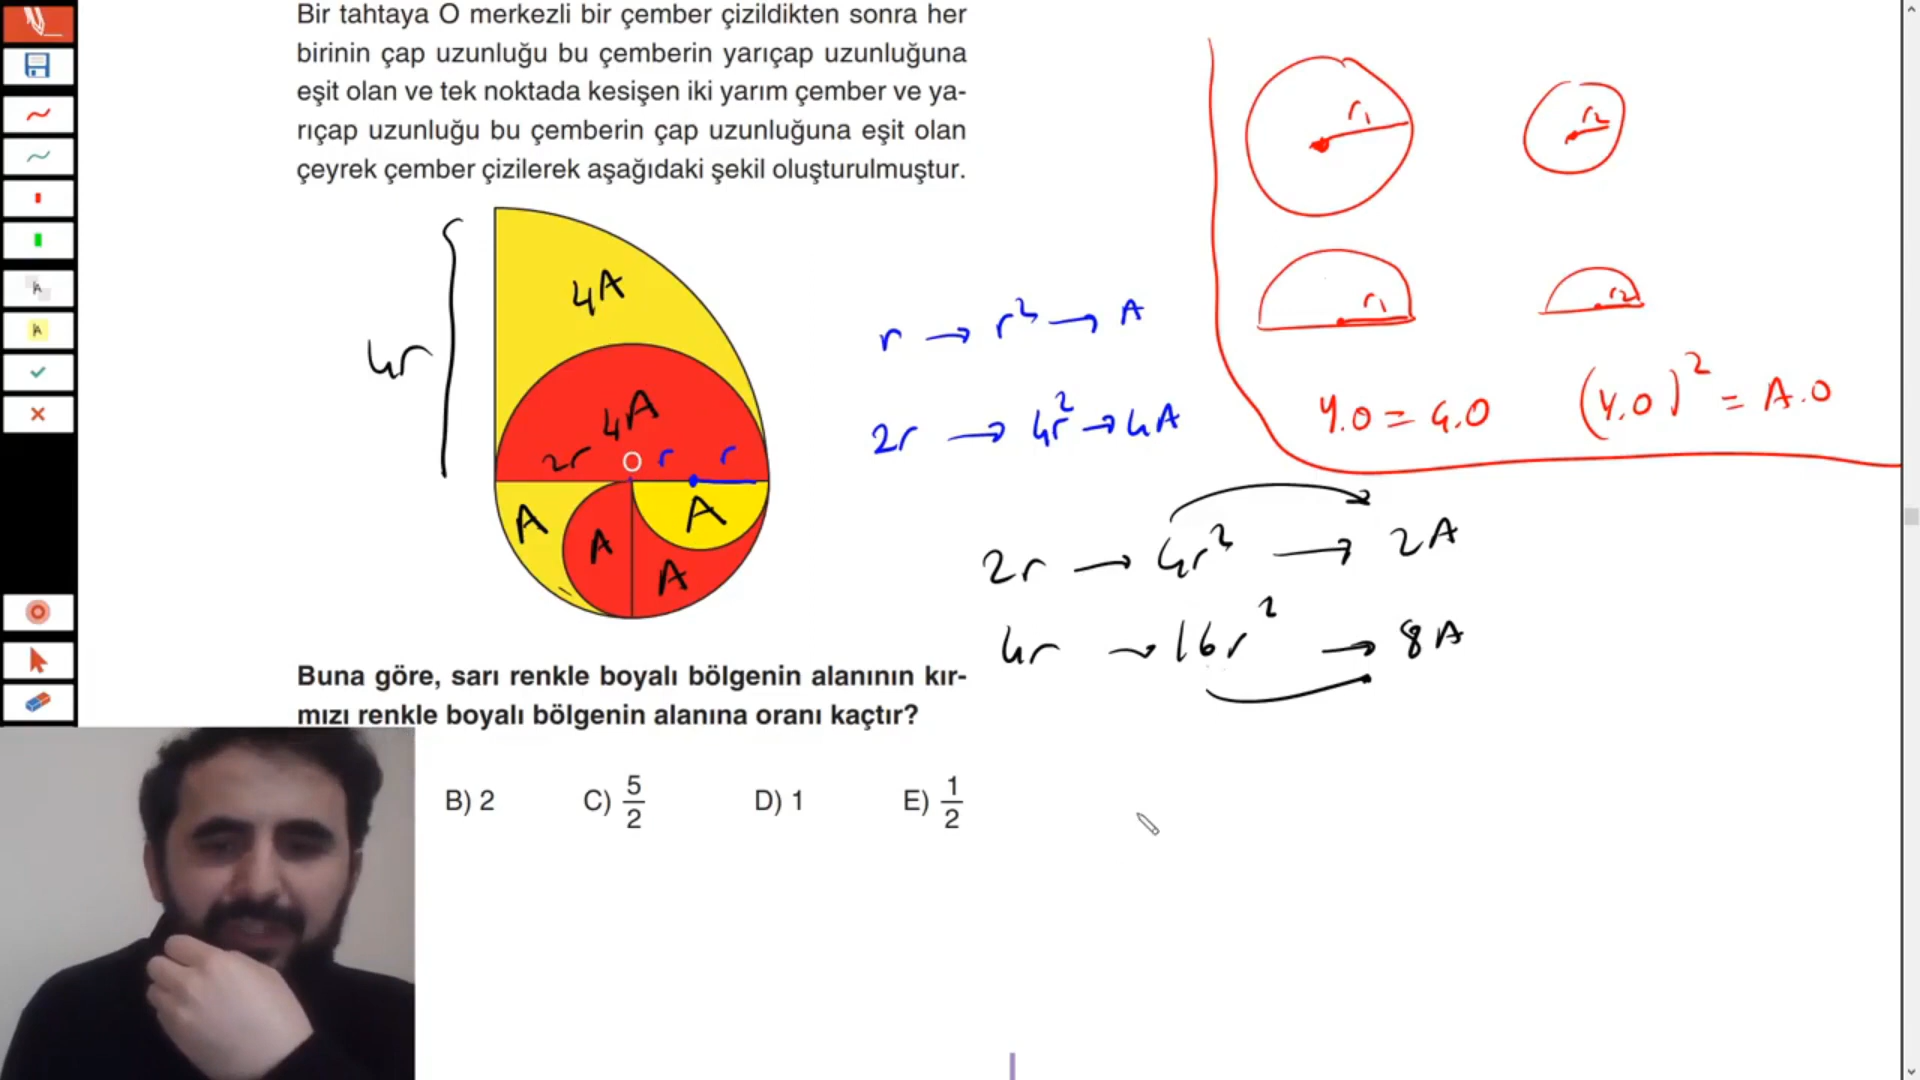 Bir tahtaya O merkezli bir çember çizildikten sonra her
birinin çap uzunluğu bu çemberin yarıçap uzunluğuna
eşit olan ve tek noktada kesişen iki yarım çember ve ya-
rıçap uzunluğu bu çemberin çap uzunluğuna eşit olan
çeyrek çember çizilerek aşağıdaki şekil oluşturulmuştur.
4r
4A
4A
2r O r r
A A A
A
Buna göre, sarı renkle boyalı bölgenin alanının kır-
mızı renkle boyalı bölgenin alanına oranı kaçtır?
B) 2 C) 5/2 D) 1 E) 1/2
r → r² → A
2r → 4r² → 4A
r1 r2
r1 r2
Y.O = Ç.O (Y.O)² = A.O
2r → 4r² → 2A
4r → 16r² → 8A
A
A